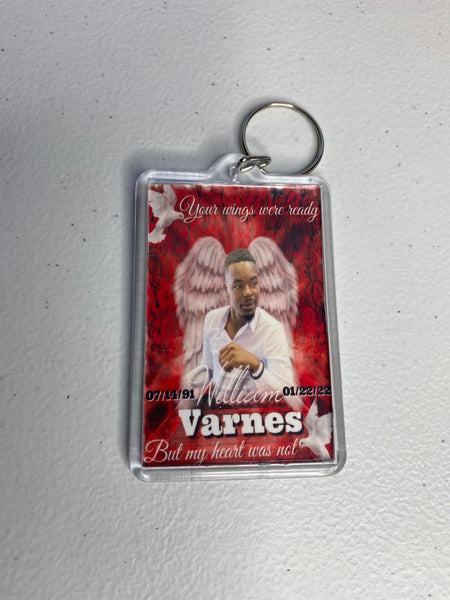 Your wings were ready
07/14/91 William 01/22/22
Varnes
But my heart was not